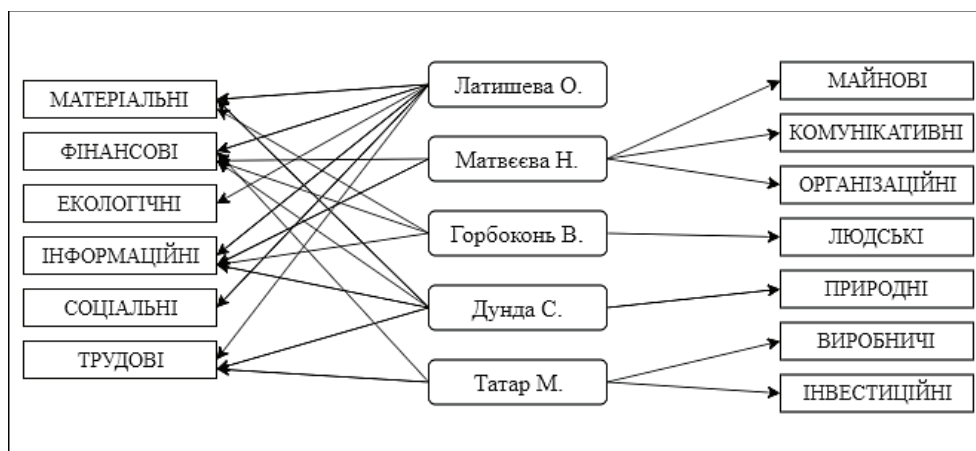 МАТЕРІАЛЬНІ
ФІНАНСОВІ
ЕКОЛОГІЧНІ
ІНФОРМАЦІЙНІ
СОЦІАЛЬНІ
ТРУДОВІ
Латишева О.
Матвєєва Н.
Горбоконь В.
Дунда С.
Татар М.
МАЙНОВІ
КОМУНІКАТИВНІ
ОРГАНІЗАЦІЙНІ
ЛЮДСЬКІ
ПРИРОДНІ
ВИРОБНИЧІ
ІНВЕСТИЦІЙНІ